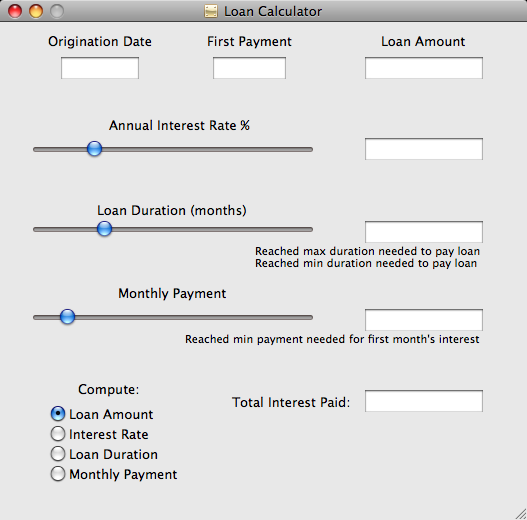 Loan Calculator
Origination Date
First Payment
Loan Amount
Annual Interest Rate %
Loan Duration (months)
Reached max duration needed to pay loan
Reached min duration needed to pay loan
Monthly Payment
Reached min payment needed for first month's interest
Compute:
Total Interest Paid:
Loan Amount
Interest Rate
Loan Duration
Monthly Payment